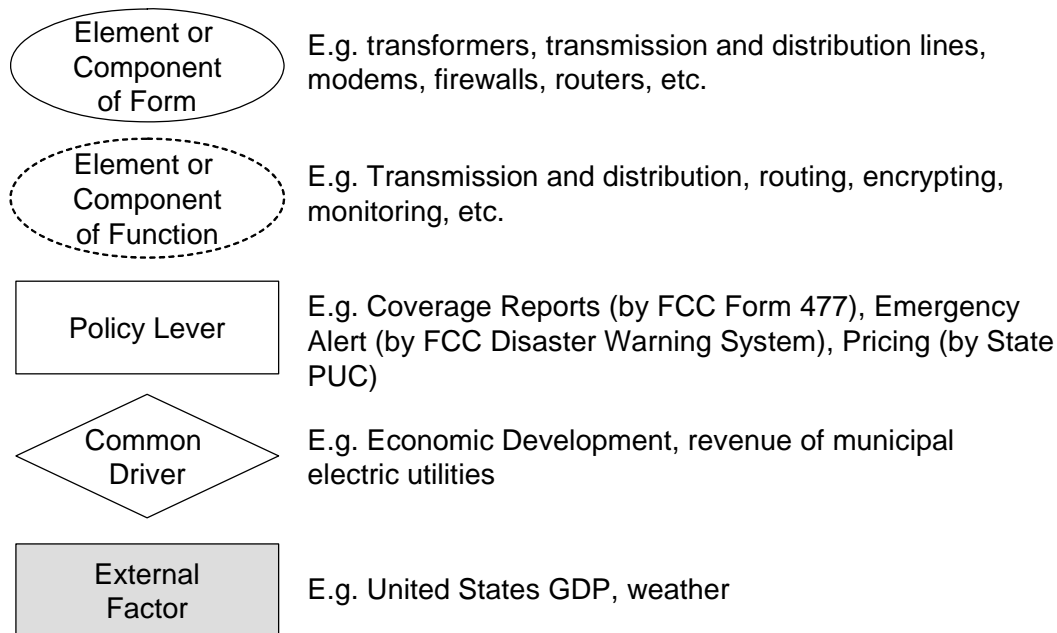 Element or
Component
of Form
E.g. transformers, transmission and distribution lines,
modems, firewalls, routers, etc.
Element or
Component
of Function
E.g. Transmission and distribution, routing, encrypting,
monitoring, etc.
Policy Lever
E.g. Coverage Reports (by FCC Form 477), Emergency
Alert (by FCC Disaster Warning System), Pricing (by State
PUC)
Common
Driver
E.g. Economic Development, revenue of municipal
electric utilities
External
Factor
E.g. United States GDP, weather